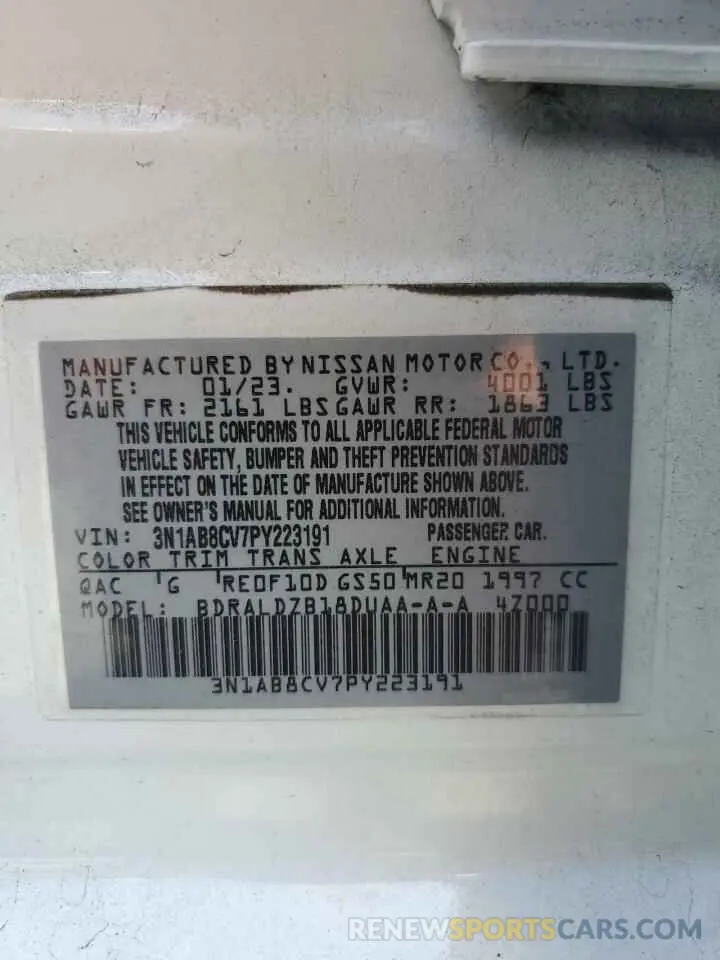 MANUFACTURED BY NISSAN MOTOR CO., LTD.
DATE: 01/23. GVWR: 4001 LBS
GAWR FR: 2161 LBS GAWR RR: 1863 LBS
THIS VEHICLE CONFORMS TO ALL APPLICABLE FEDERAL MOTOR
VEHICLE SAFETY, BUMPER AND THEFT PREVENTION STANDARDS
IN EFFECT ON THE DATE OF MANUFACTURE SHOWN ABOVE.
SEE OWNER'S MANUAL FOR ADDITIONAL INFORMATION.
VIN: 3N1AB8CV7PY223191 PASSENGER CAR.
COLOR TRIM TRANS AXLE ENGINE
QAC G RE0F10D GS50 MR20 1997 CC
MODEL: BDRALDZB18DUAA-A-A 4Z000
3N1AB8CV7PY223191
RENEWSPORTSCARS.COM